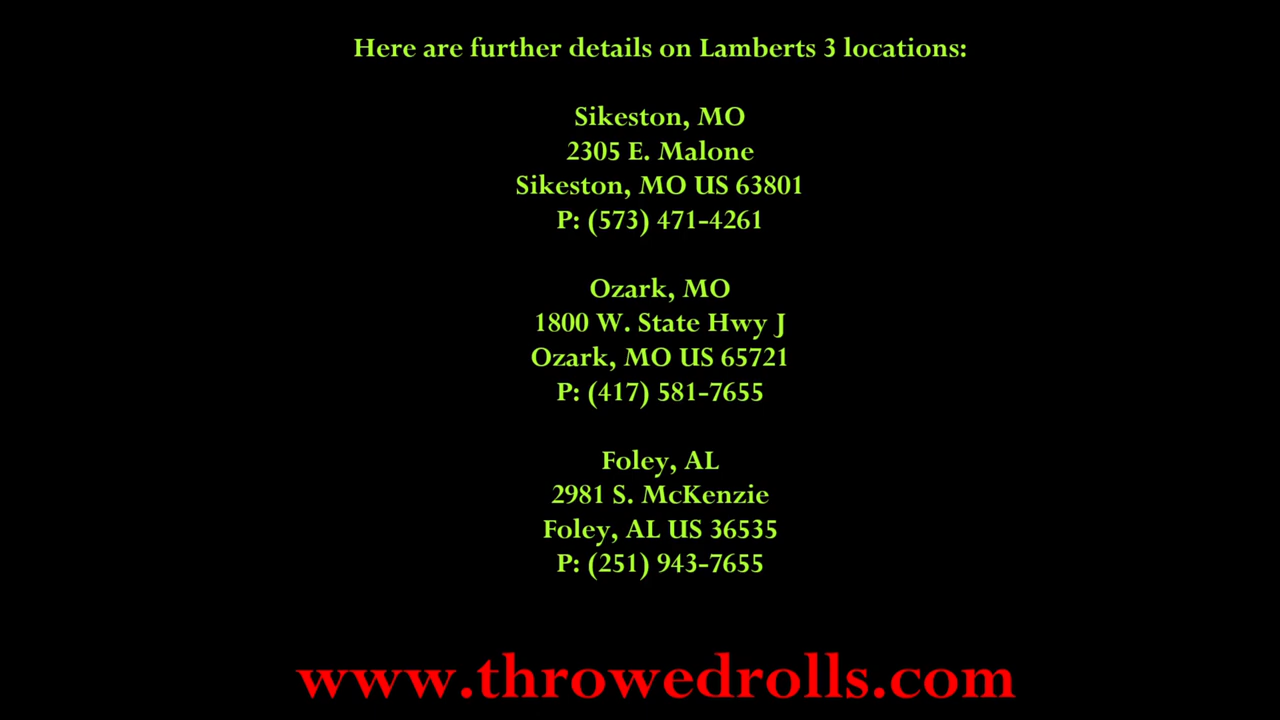 Here are further details on Lamberts 3 locations:
Sikeston, MO
2305 E. Malone
Sikeston, MO US 63801
P: (573) 471-4261
Ozark, MO
1800 W. State Hwy J
Ozark, MO US 65721
P: (417) 581-7655
Foley, AL
2981 S. McKenzie
Foley, AL US 36535
P: (251) 943-7655
www.throwedrolls.com